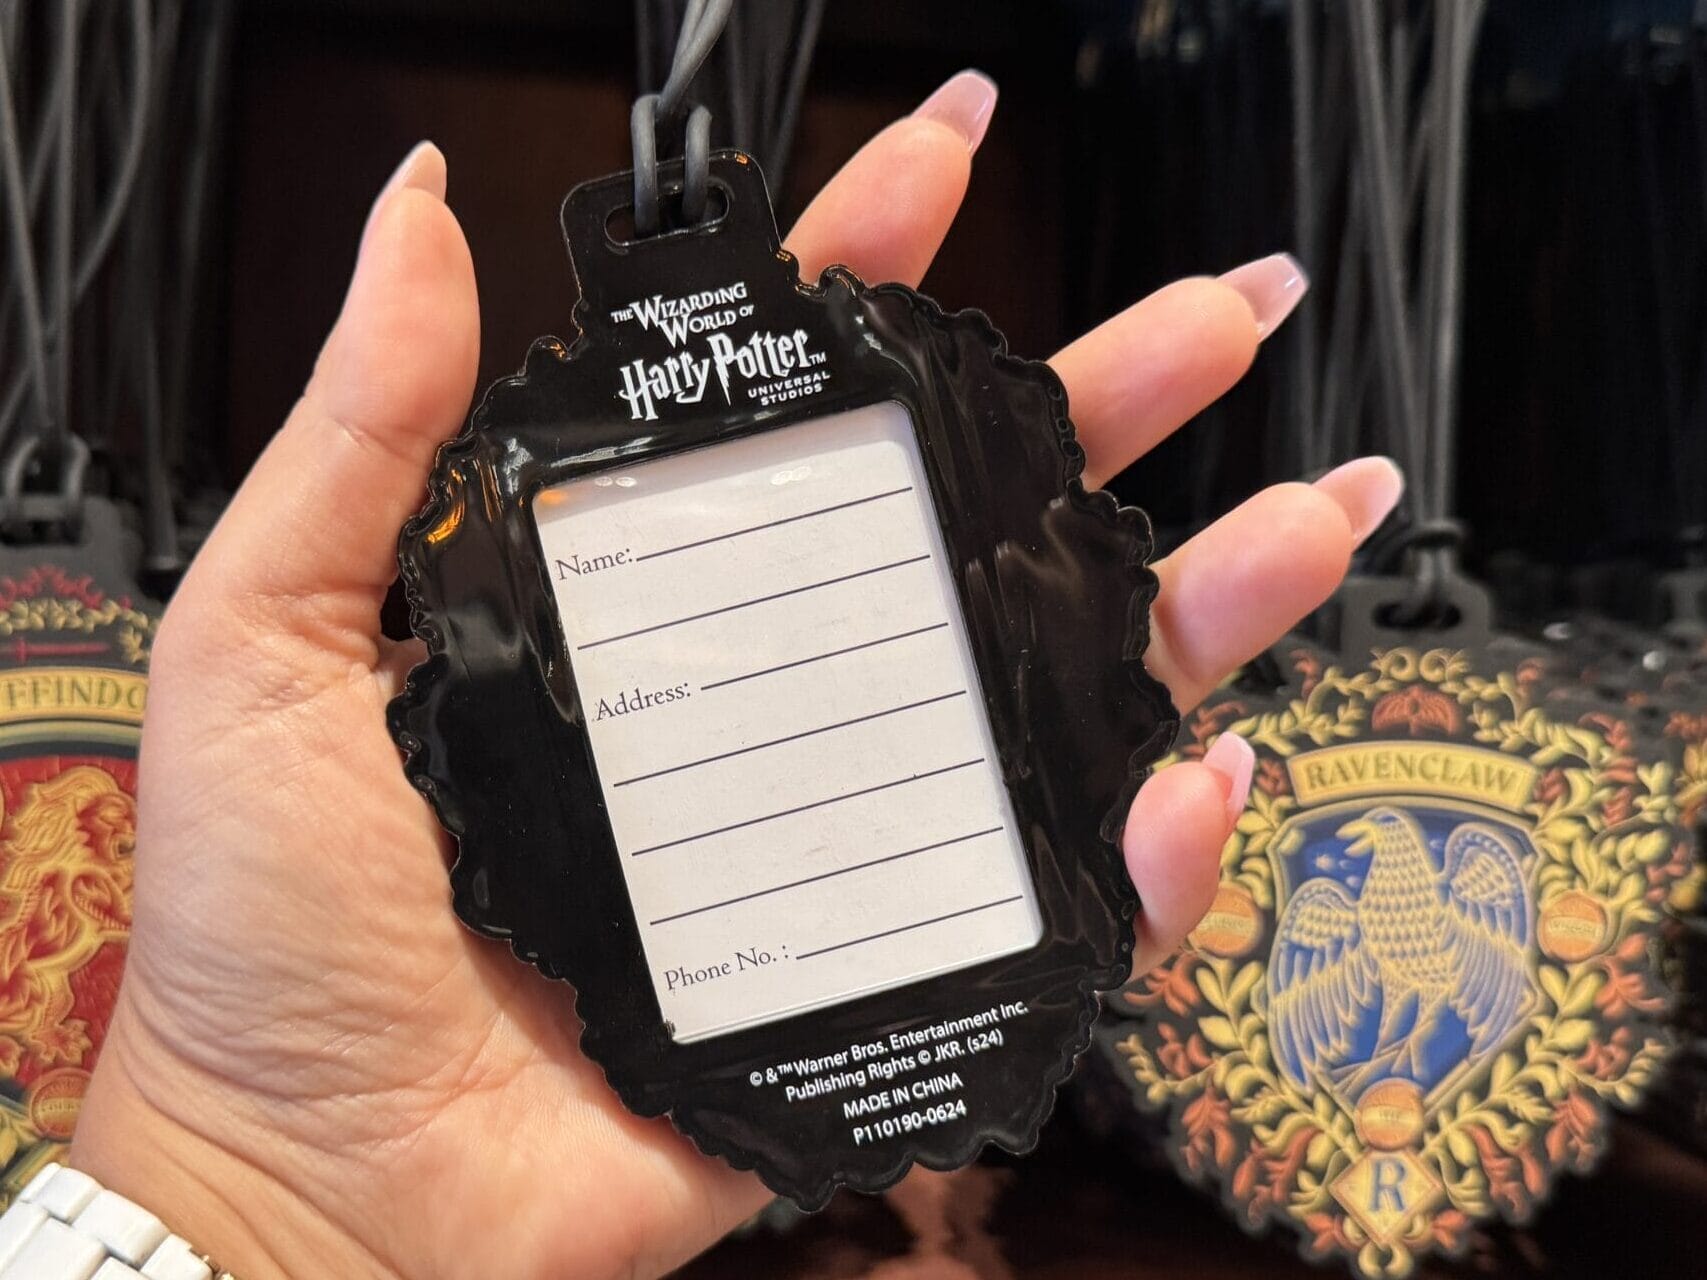 THE WIZARDING
WORLD OF
Harry Potter™
UNIVERSAL
STUDIOS
Name:
Address:
Phone No. :
© &™Warner Bros. Entertainment Inc.
Publishing Rights © JKR. (s24)
MADE IN CHINA
P110190-0624
FFINDO
RAVENCLAW
R